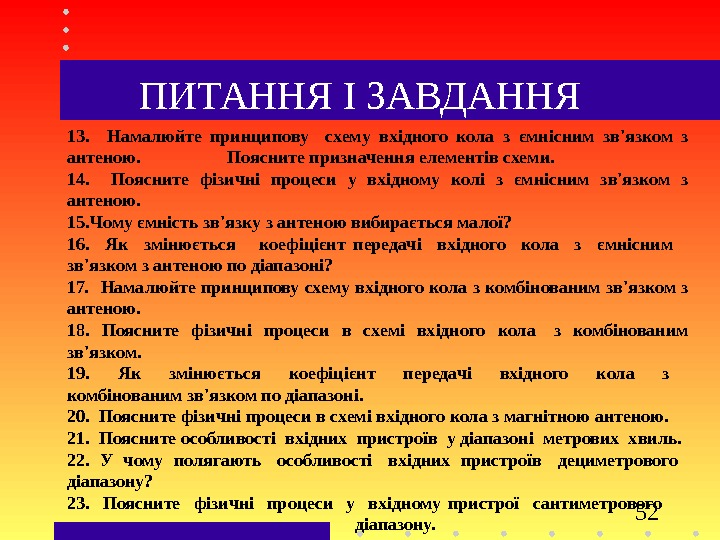 ПИТАННЯ І ЗАВДАННЯ
13. Намалюйте принципову схему вхідного кола з ємнісним зв’язком з
антеною. Поясните призначення елементів схеми.
14. Поясните фізичні процеси у вхідному колі з ємнісним зв’язком з
антеною.
15.Чому ємність зв’язку з антеною вибирається малої?
16. Як змінюється коефіцієнт передачі вхідного кола з ємнісним
зв’язком з антеною по діапазоні?
17. Намалюйте принципову схему вхідного кола з комбінованим зв’язком з
антеною.
18. Поясните фізичні процеси в схемі вхідного кола з комбінованим
зв’язком.
19. Як змінюється коефіцієнт передачі вхідного кола з
комбінованим зв’язком по діапазоні.
20. Поясните фізичні процеси в схемі вхідного кола з магнітною антеною.
21. Поясните особливості вхідних пристроїв у діапазоні метрових хвиль.
22. У чому полягають особливості вхідних пристроїв дециметрового
діапазону?
23. Поясните фізичні процеси у вхідному пристрої сантиметрового
діапазону.
52